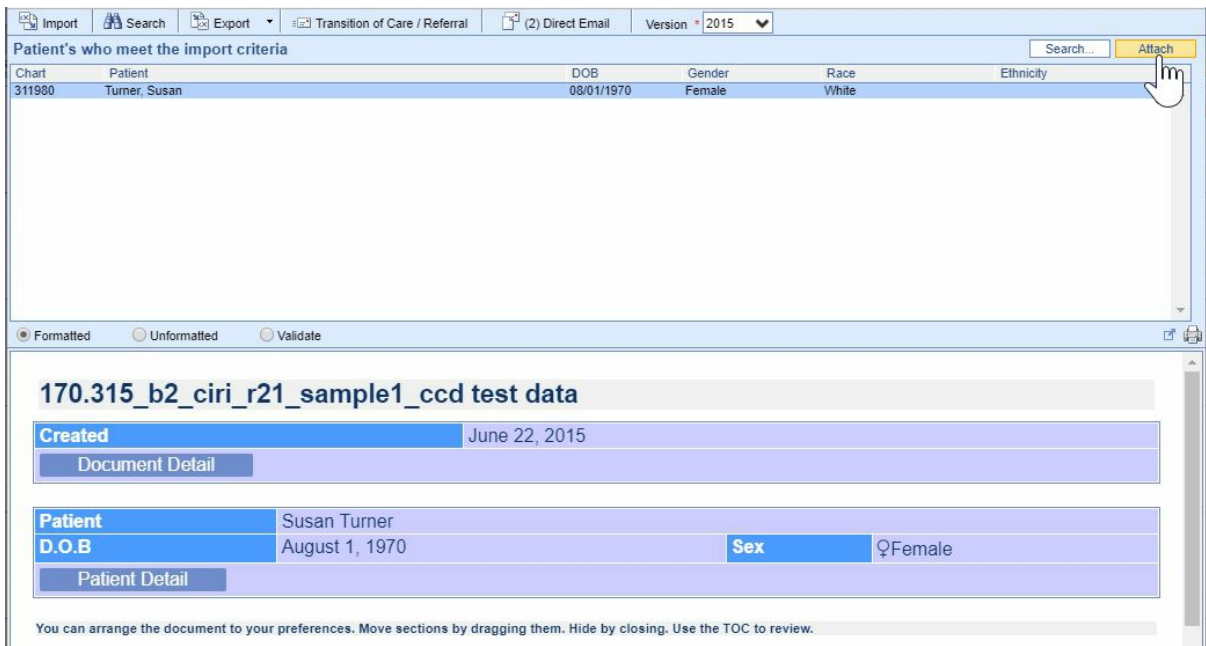 Import Search Export Transition of Care / Referral (2) Direct Email Version * 2015
Patient's who meet the import criteria Search... Attach
Chart Patient DOB Gender Race Ethnicity
311980 Turner, Susan 08/01/1970 Female White
Formatted Unformatted Validate
170.315_b2_ciri_r21_sample1_ccd test data
Created June 22, 2015
Document Detail
Patient Susan Turner
D.O.B August 1, 1970 Sex ♀Female
Patient Detail
You can arrange the document to your preferences. Move sections by dragging them. Hide by closing. Use the TOC to review.